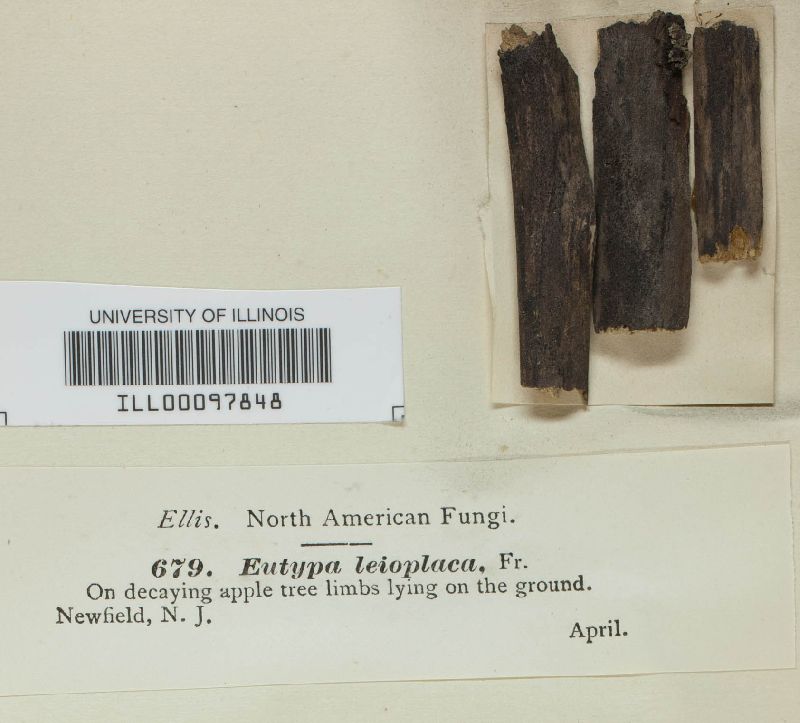 UNIVERSITY OF ILLINOIS
ILL00097848
Ellis. North American Fungi.
679. Eutypa leioplaca, Fr.
On decaying apple tree limbs lying on the ground.
Newfield, N. J.
April.